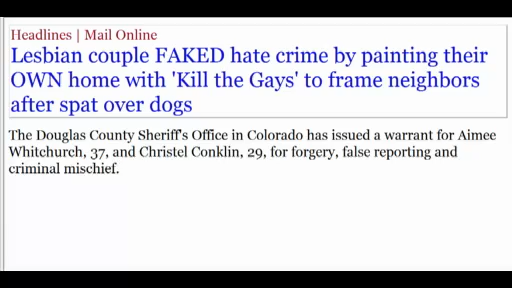 Headlines | Mail Online
Lesbian couple FAKED hate crime by painting their
OWN home with 'Kill the Gays' to frame neighbors
after spat over dogs
The Douglas County Sheriff's Office in Colorado has issued a warrant for Aimee
Whitchurch, 37, and Christel Conklin, 29, for forgery, false reporting and
criminal mischief.